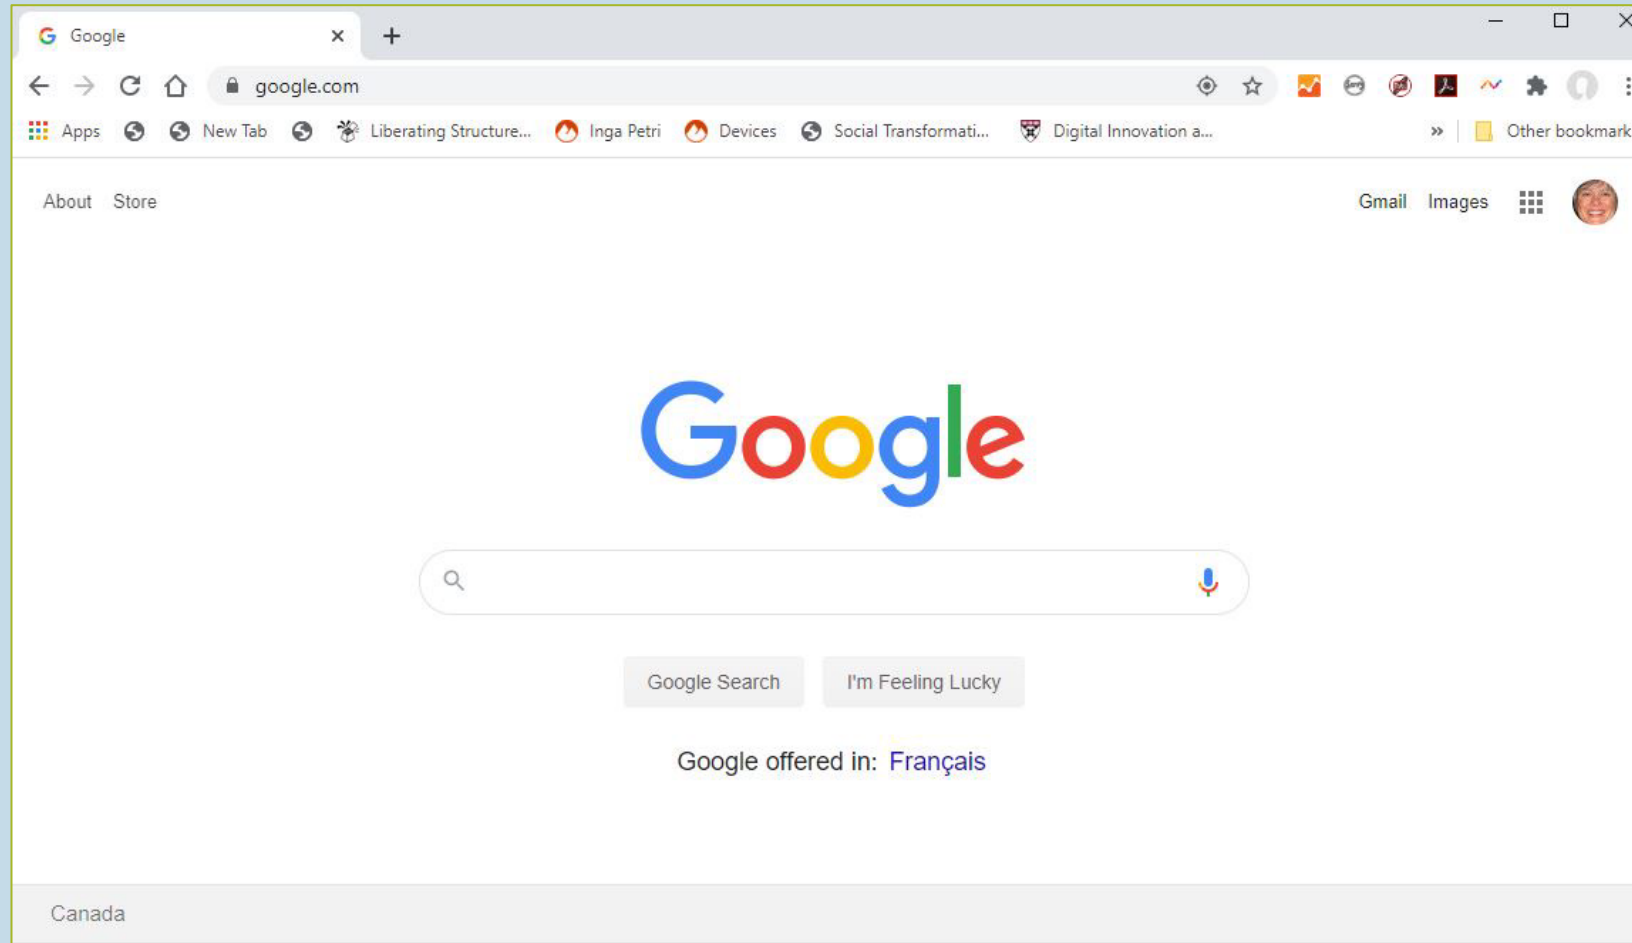 Google
google.com
Apps New Tab Liberating Structure... Inga Petri Devices Social Transformati... Digital Innovation a... » Other bookmark
About Store Gmail Images
Google
Google Search I'm Feeling Lucky
Google offered in: Français
Canada